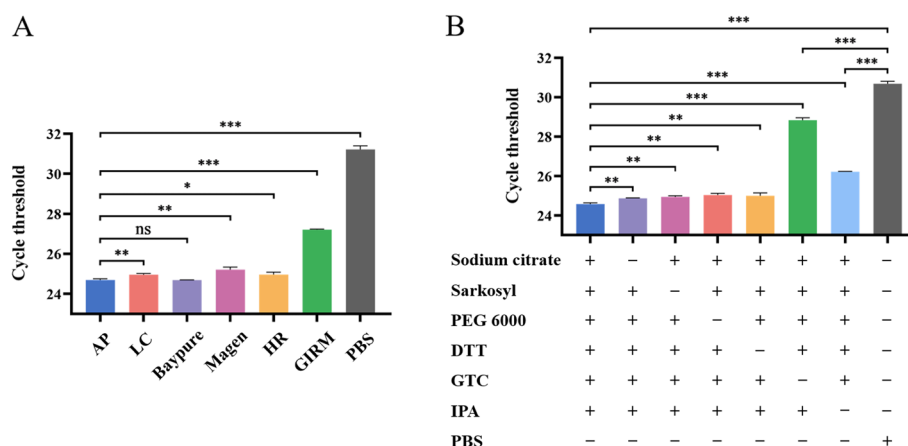 A
Cycle threshold
32
30
28
26
24
***
***
*
**
ns
**
AP
LC
Baypure
Magen
HR
GIRM
PBS
B
Cycle threshold
32
30
28
26
24
***
***
***
***
***
**
**
**
**
Sodium citrate + − + + + + + −
Sarkosyl + + − + + + + −
PEG 6000 + + + − + + + −
DTT + + + + − + + −
GTC + + + + + − + −
IPA + + + + + + − −
PBS − − − − − − − +